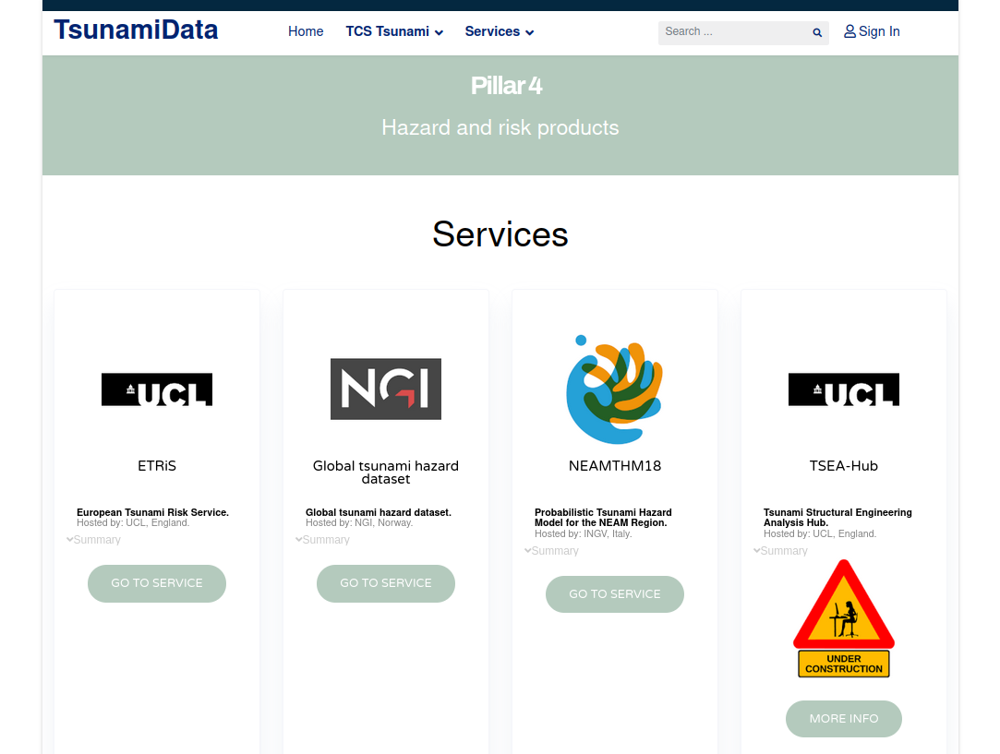 TsunamiData
Home
TCS Tsunami
Services
Search ...
Sign In
Pillar 4
Hazard and risk products
Services
UCL
ETRiS
European Tsunami Risk Service.
Hosted by: UCL, England.
Summary
GO TO SERVICE
NGI
Global tsunami hazard
dataset
Global tsunami hazard dataset.
Hosted by: NGI, Norway.
Summary
GO TO SERVICE
NEAMTHM18
Probabilistic Tsunami Hazard
Model for the NEAM Region.
Hosted by: INGV, Italy.
Summary
GO TO SERVICE
UCL
TSEA-Hub
Tsunami Structural Engineering
Analysis Hub.
Hosted by: UCL, England.
Summary
UNDER
CONSTRUCTION
MORE INFO